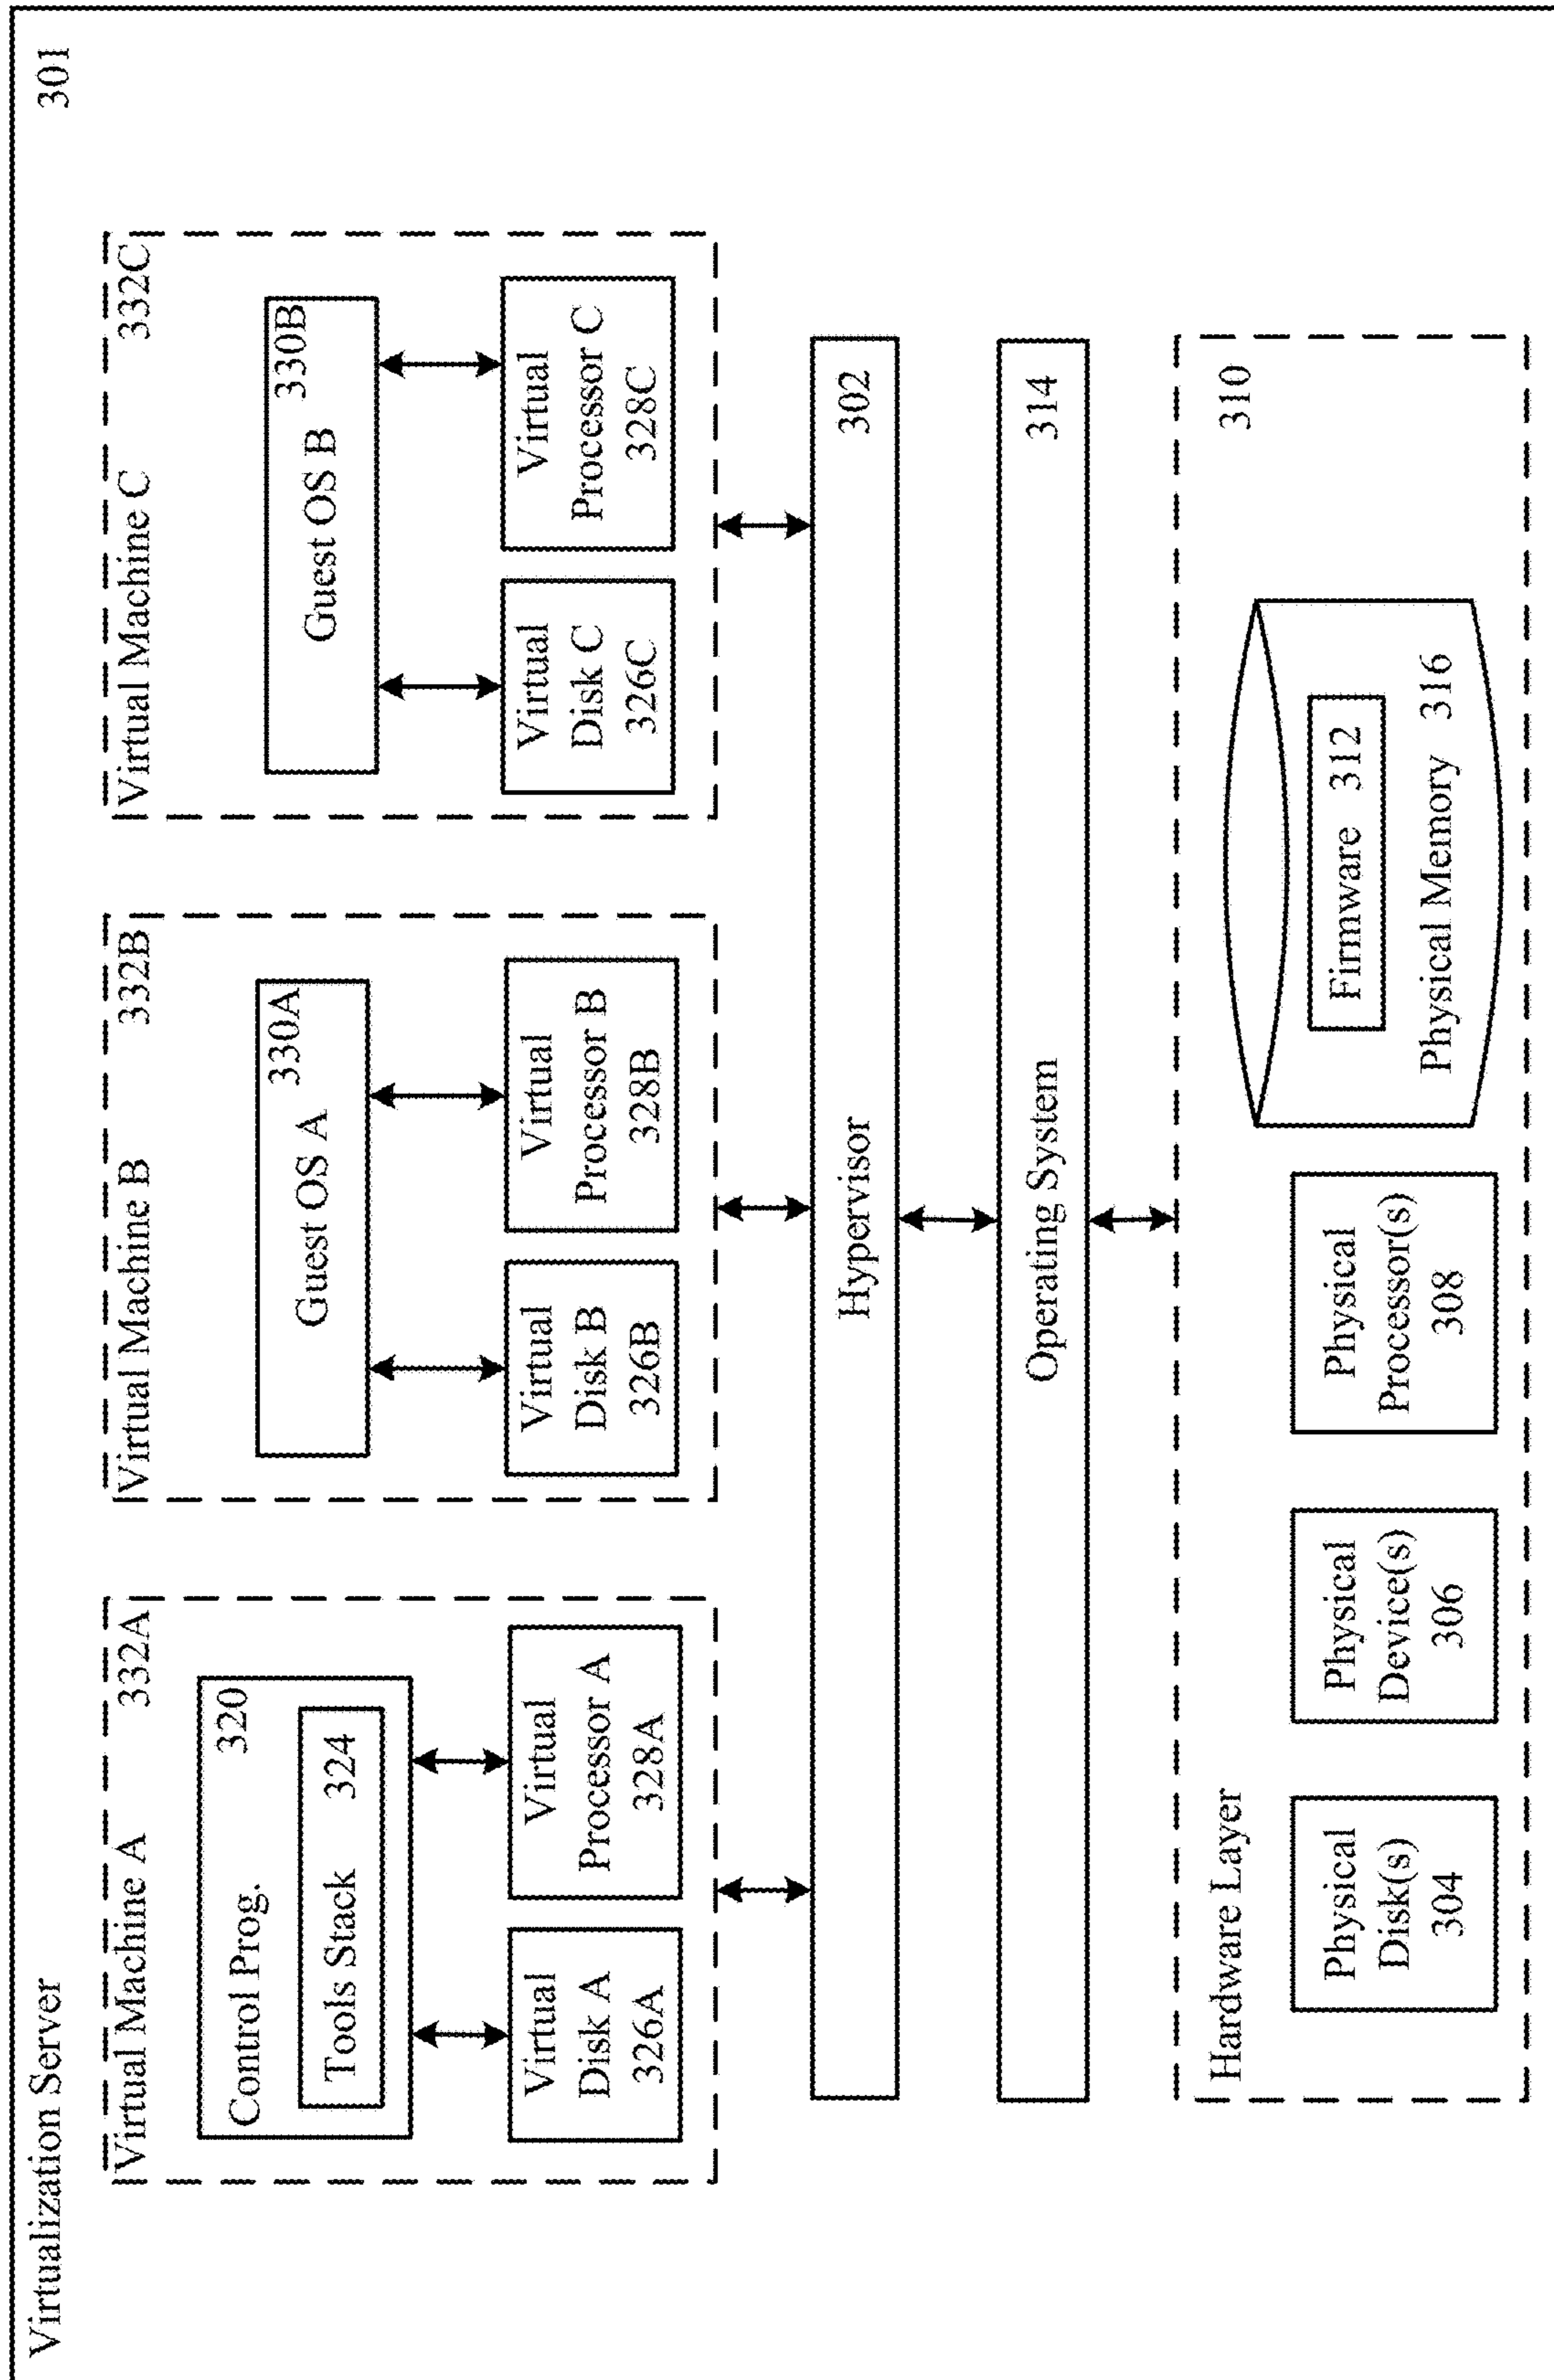 Virtualization Server
301
Virtual Machine A
332A
Control Prog.
320
Tools Stack
324
Virtual
Disk A
326A
Virtual
Processor A
328A
Virtual Machine B
332B
330A
Guest OS A
Virtual
Disk B
326B
Virtual
Processor B
328B
Virtual Machine C
332C
330B
Guest OS B
Virtual
Disk C
326C
Virtual
Processor C
328C
Hypervisor
302
Operating System
314
Hardware Layer
310
Physical
Disk(s)
304
Physical
Device(s)
306
Physical
Processor(s)
308
Firmware 312
Physical Memory 316